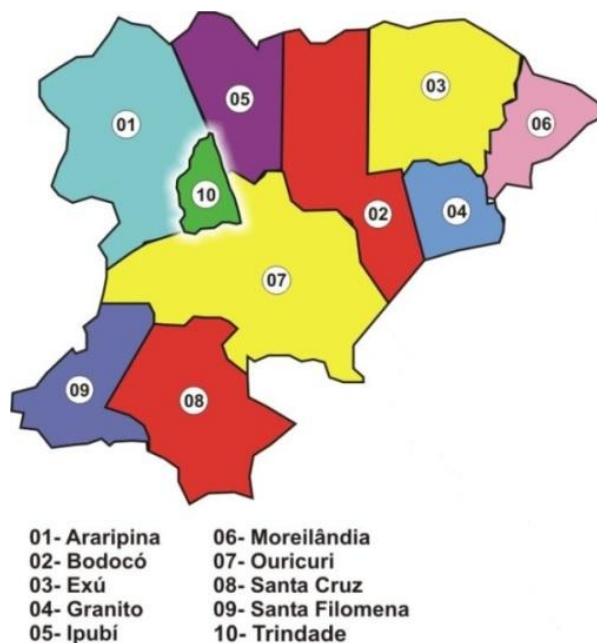 05
03
01
06
10
02
04
07
09
08
01- Araripina
02- Bodocó
03- Exú
04- Granito
05- Ipubí
06- Moreilândia
07- Ouricuri
08- Santa Cruz
09- Santa Filomena
10- Trindade